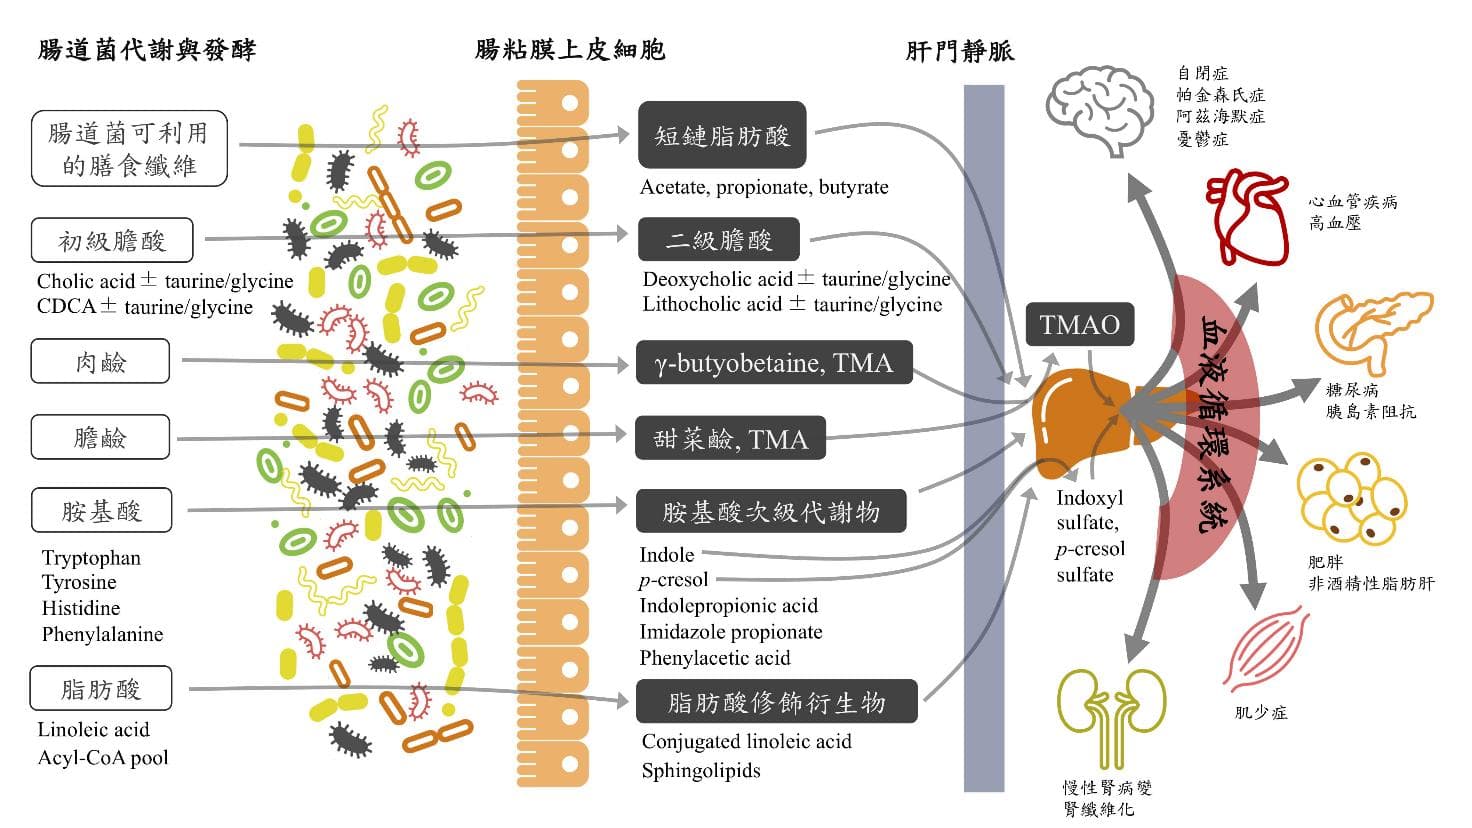 腸道菌代謝與發酵
腸粘膜上皮細胞
肝門靜脈
腸道菌可利用
的膳食纖維
初級膽酸
Cholic acid ± taurine/glycine
CDCA ± taurine/glycine
肉鹼
膽鹼
胺基酸
Tryptophan
Tyrosine
Histidine
Phenylalanine
脂肪酸
Linoleic acid
Acyl-CoA pool
短鏈脂肪酸
Acetate, propionate, butyrate
二級膽酸
Deoxycholic acid ± taurine/glycine
Lithocholic acid ± taurine/glycine
γ-butyobetaine, TMA
甜菜鹼, TMA
胺基酸次級代謝物
Indole
p-cresol
Indolepropionic acid
Imidazole propionate
Phenylacetic acid
脂肪酸修飾衍生物
Conjugated linoleic acid
Sphingolipids
TMAO
Indoxyl
sulfate,
p-cresol
sulfate
血液循環系統
自閉症
帕金森氏症
阿茲海默症
憂鬱症
心血管疾病
高血壓
糖尿病
胰島素阻抗
肥胖
非酒精性脂肪肝
肌少症
慢性腎病變
腎纖維化